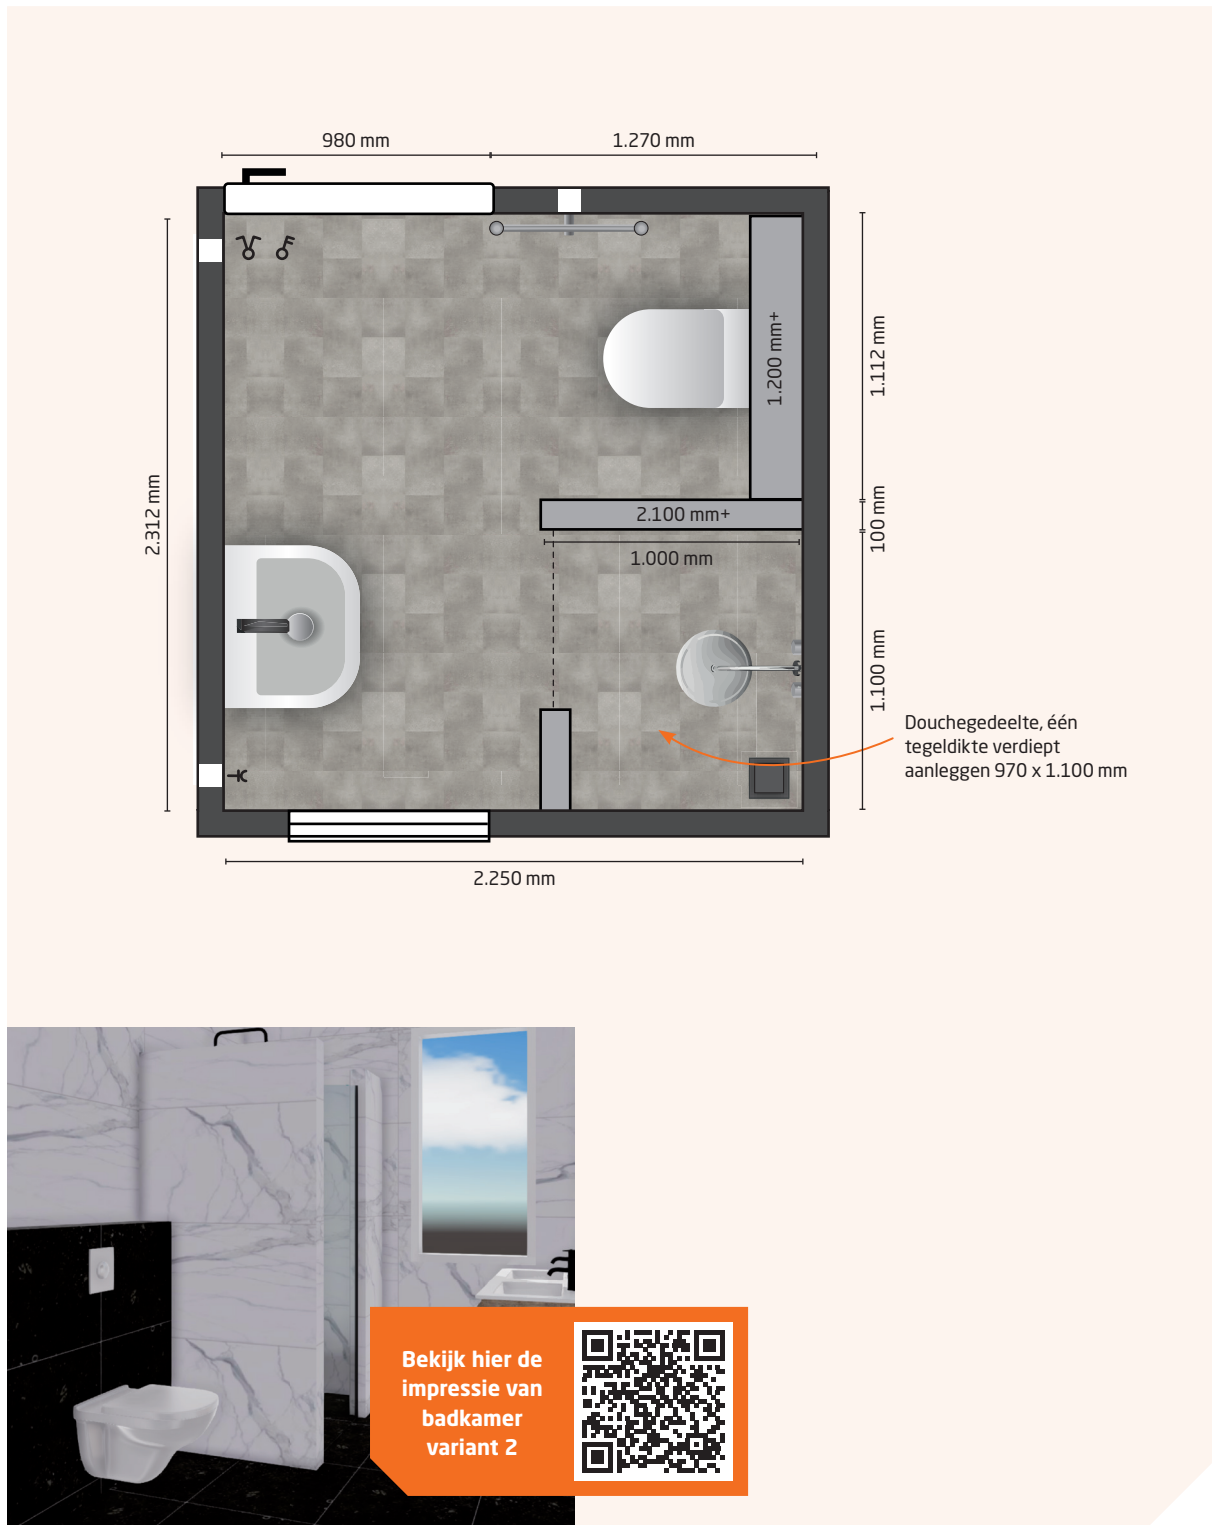 980 mm
1.270 mm
2.312 mm
1.200 mm+
1.112 mm
2.100 mm+
100 mm
1.000 mm
1.100 mm
Douchegedeelte, één
tegeldikte verdiept
aanleggen 970 x 1.100 mm
2.250 mm
Bekijk hier de
impressie van
badkamer
variant 2